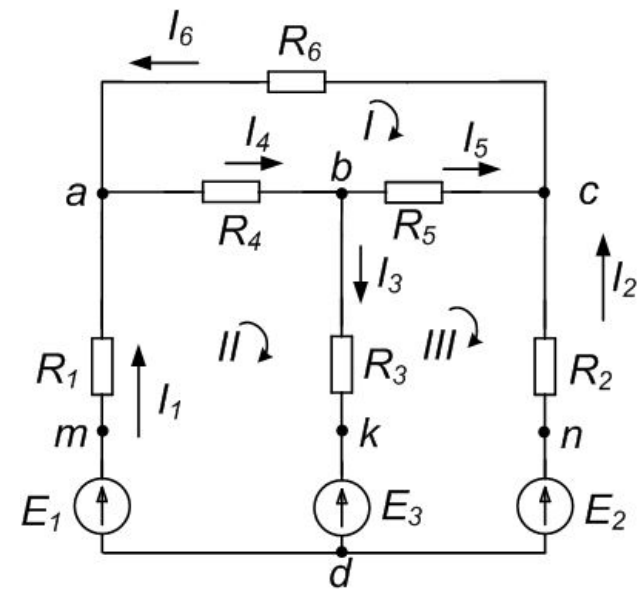 I6 R6
I
I4 b I5
a c
R4 R5
I3 I2
II III
R1 R3 R2
I1
m k n
E1 E3 E2
d